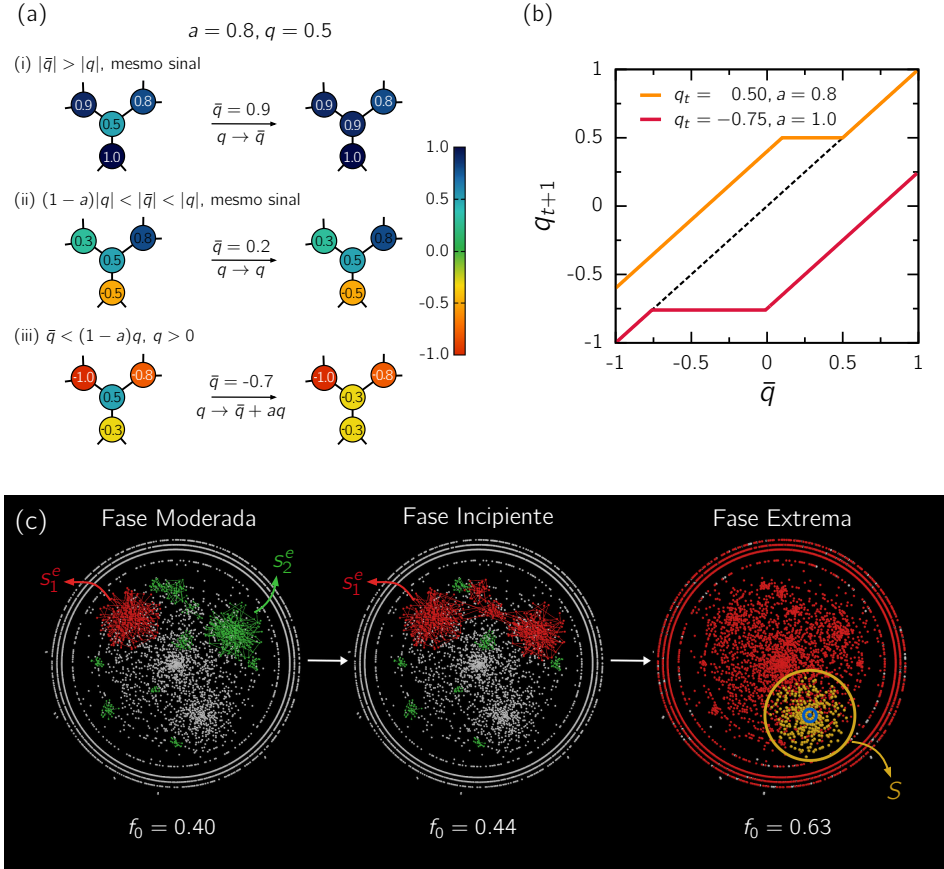 (a)
a = 0.8, q = 0.5
(i) |q̄| > |q|, mesmo sinal
0.9
0.8
0.5
1.0
q̄ = 0.9
q → q̄
0.9
0.8
0.9
1.0
(ii) (1 − a)|q| < |q̄| < |q|, mesmo sinal
0.3
0.8
0.5
-0.5
q̄ = 0.2
q → q
0.3
0.8
0.5
-0.5
(iii) q̄ < (1 − a)q, q > 0
-1.0
-0.8
0.5
-0.3
q̄ = -0.7
q → q̄ + aq
-1.0
-0.8
-0.3
-0.3
1.0
0.5
0.0
-0.5
-1.0
(b)
q_{t+1}
1
0.5
0
-0.5
-1
q_t = 0.50, a = 0.8
q_t = −0.75, a = 1.0
-1
-0.5
0
0.5
1
q̄
(c)
Fase Moderada
Fase Incipiente
Fase Extrema
s_1^e
s_2^e
s_1^e
S
f_0 = 0.40
f_0 = 0.44
f_0 = 0.63